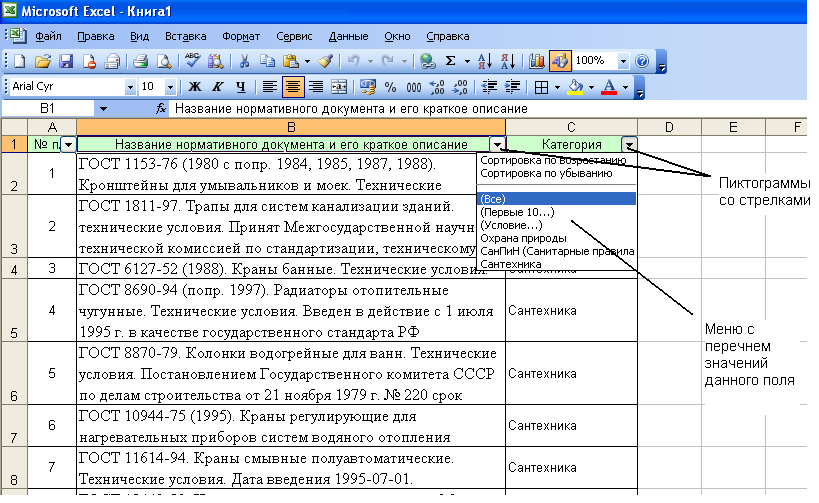 Microsoft Excel - Книга1
Файл Правка Вид Вставка Формат Сервис Данные Окно Справка
100%
Arial Cyr 10 Ж К Ч
B1 fx Название нормативного документа и его краткое описание
A B C D E F
1 № п Название нормативного документа и его краткое описание Категория
Сортировка по возрастанию
Сортировка по убыванию
(Все)
(Первые 10...)
(Условие...)
Охрана природы
СанПиН (Санитарные правила
Сантехника
Пиктограммы
со стрелками
Меню с
перечнем
значений
данного поля
2 1 ГОСТ 1153-76 (1980 с попр. 1984, 1985, 1987, 1988).
Кронштейны для умывальников и моек. Технические
3 2 ГОСТ 1811-97. Трапы для систем канализации зданий.
технические условия. Принят Межгосударственной научн
технической комиссией по стандартизации, техническому
4 3 ГОСТ 6127-52 (1988). Краны банные. Технические условия.
5 4 ГОСТ 8690-94 (попр. 1997). Радиаторы отопительные
чугунные. Технические условия. Введен в действие с 1 июля
1995 г. в качестве государственного стандарта РФ
Сантехника
6 5 ГОСТ 8870-79. Колонки водогрейные для ванн. Технические
условия. Постановлением Государственного комитета СССР
по делам строительства от 21 ноября 1979 г. № 220 срок
Сантехника
7 6 ГОСТ 10944-75 (1995). Краны регулирующие для
нагревательных приборов систем водяного отопления
Сантехника
8 7 ГОСТ 11614-94. Краны смывные полуавтоматические.
Технические условия. Дата введения 1995-07-01.
Сантехника